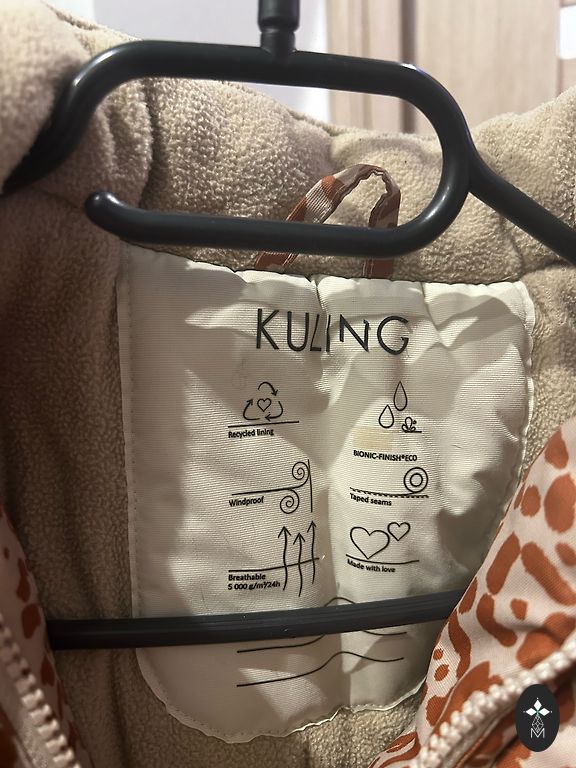 KULING
Recycled lining
BIONIC-FINISH®ECO
Windproof
Taped seams
Breathable
5 000 g/m²/24h
Made with love
M